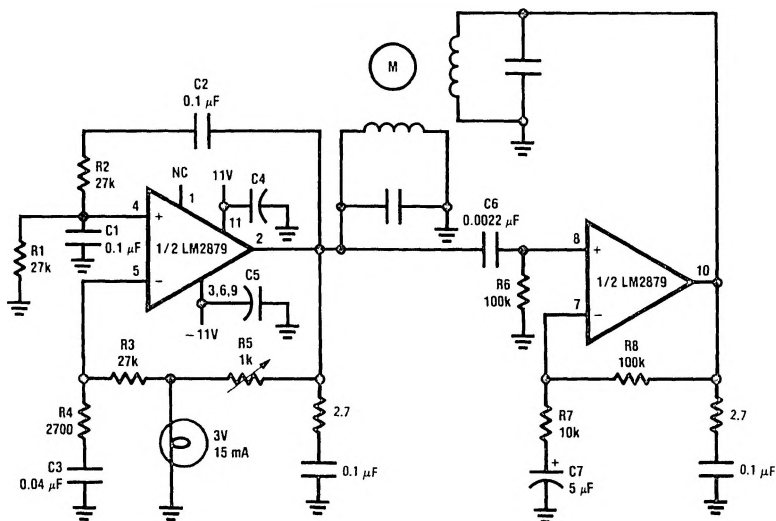 M
C2
0.1 μF
R2
27k
NC
11V
C4
1
11
4
+
C1
0.1 μF
1/2 LM2879
2
R1
27k
5
−
3,6,9
C5
~11V
R3
27k
R5
1k
R4
2700
3V
15 mA
2.7
C3
0.04 μF
0.1 μF
C6
0.0022 μF
8
+
R6
100k
1/2 LM2879
10
7
−
R8
100k
R7
10k
2.7
+
C7
5 μF
0.1 μF